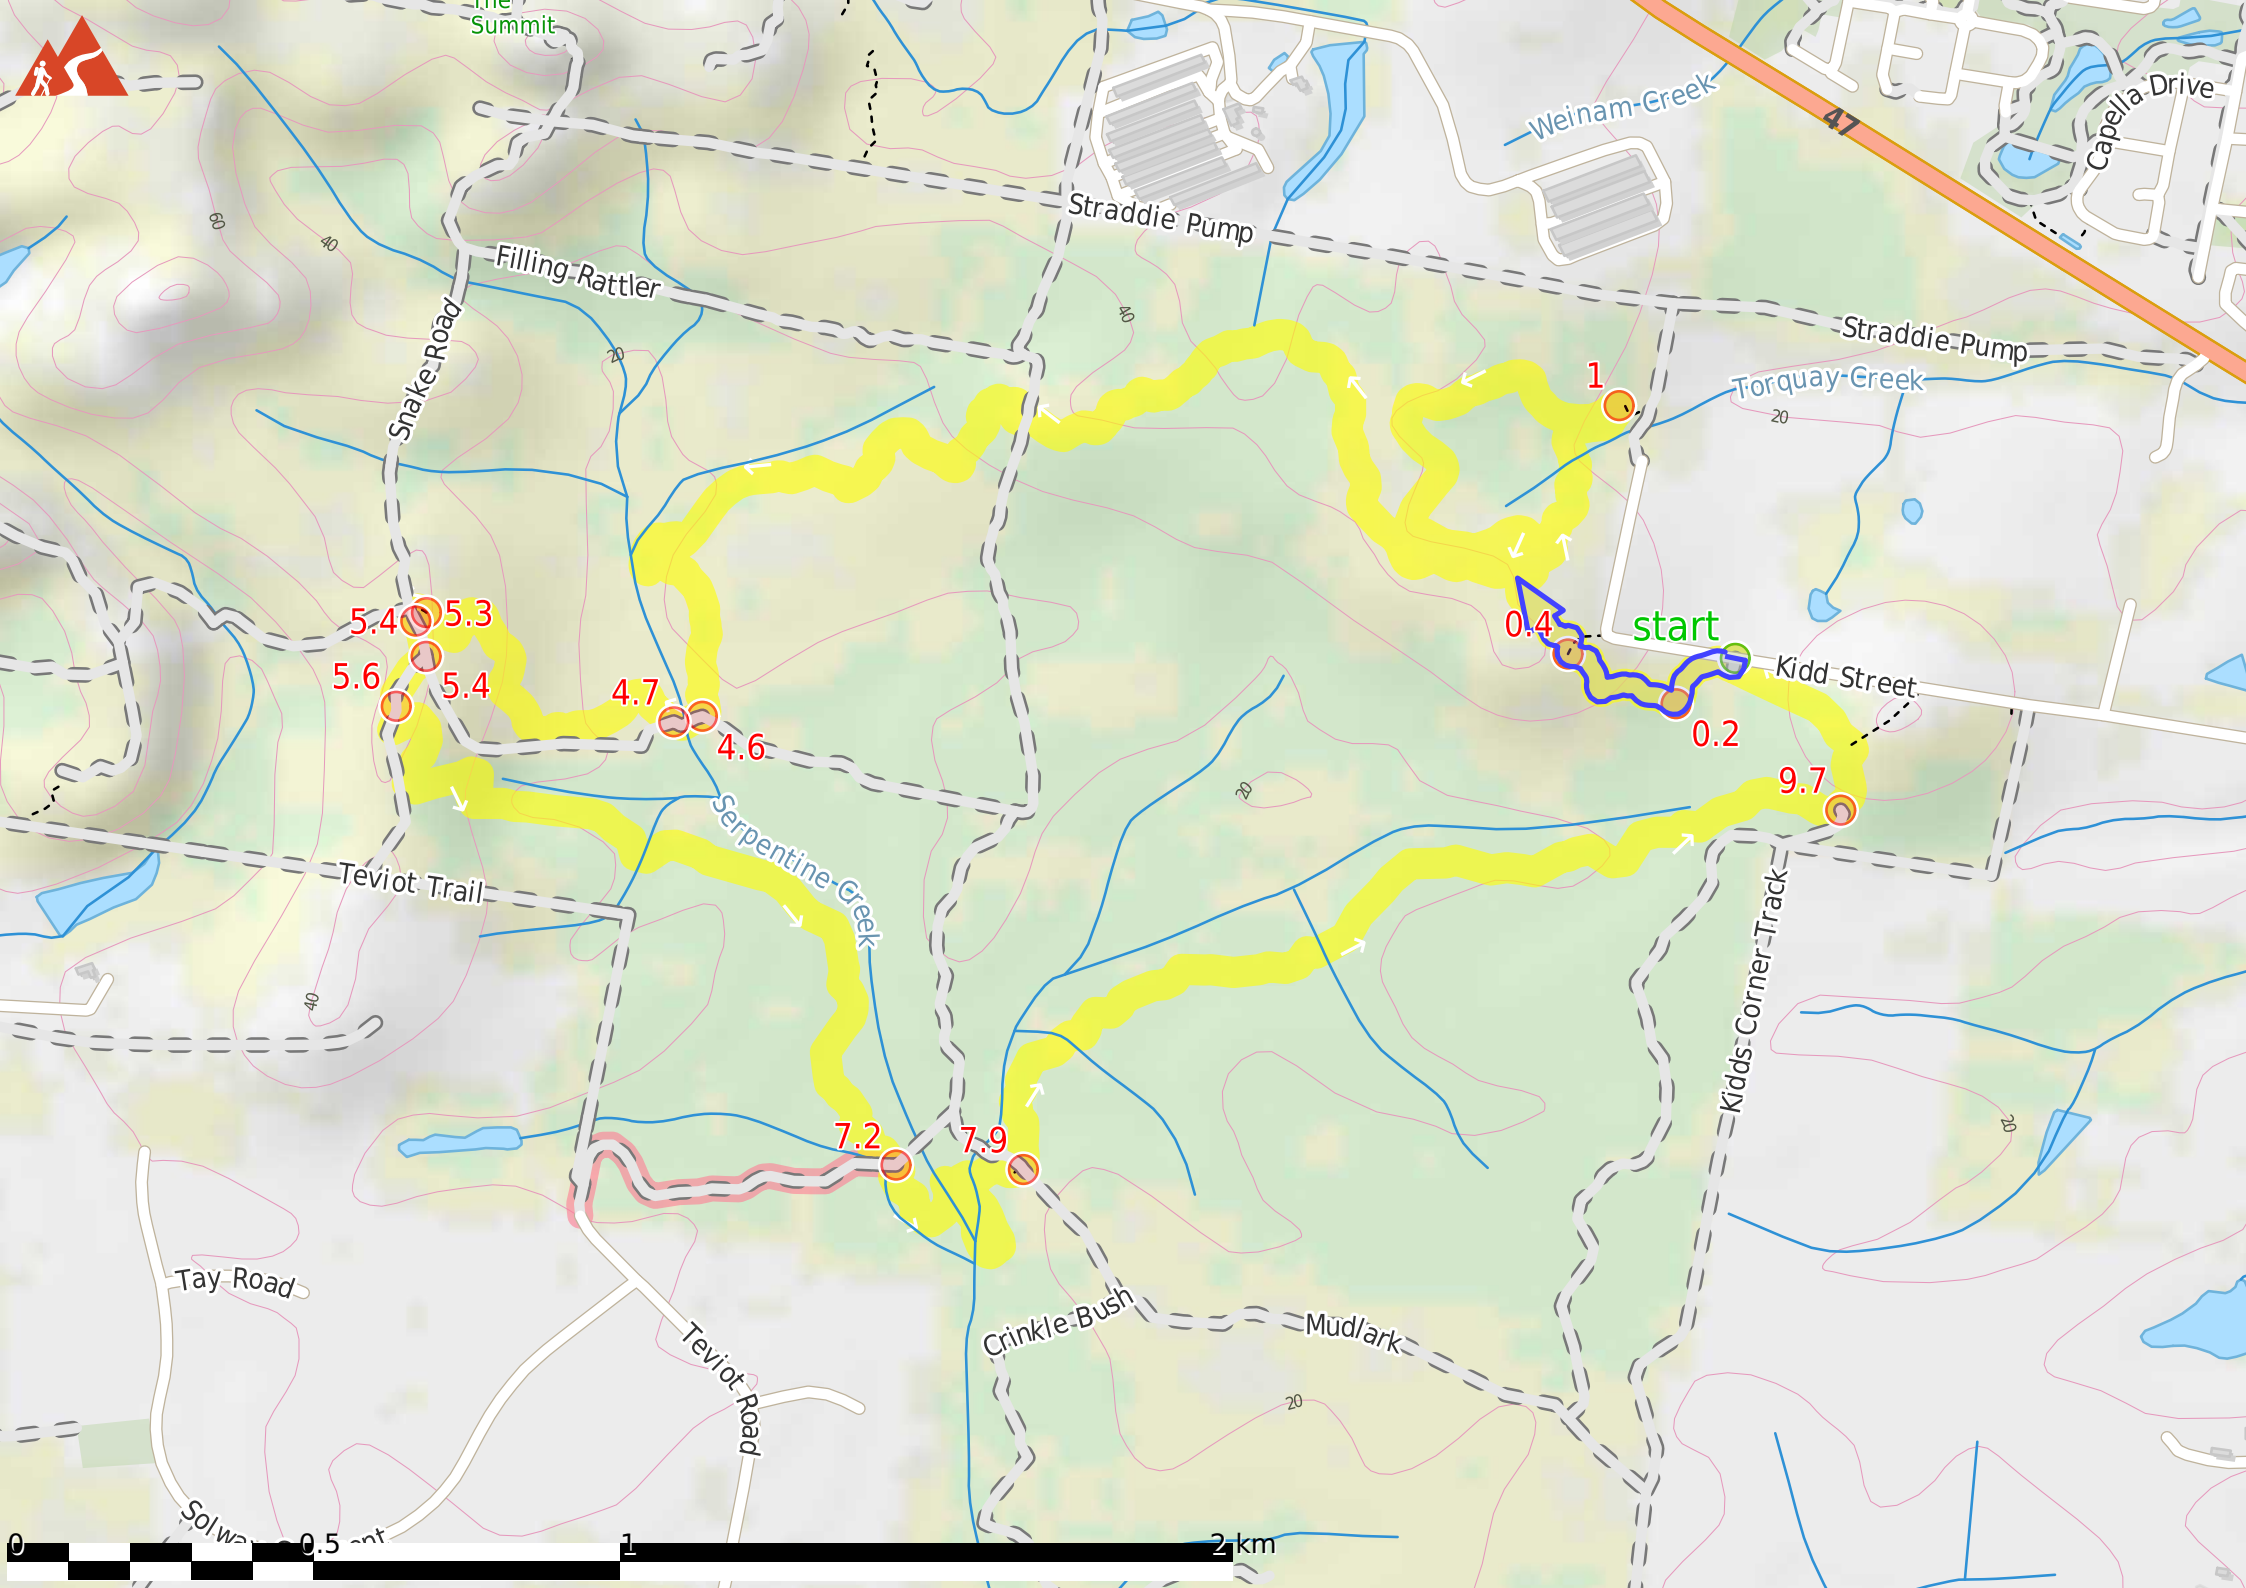 The
Summit
47
Capella Drive
Weinam Creek
Straddie Pump
60
40
Filling Rattler
Snake Road
20
40
Straddie Pump
Torquay Creek
20
1
start
0.4
Kidd Street
0.2
9.7
5.4
5.3
5.6
5.4
4.7
4.6
20
Serpentine Creek
Teviot Trail
Kidds Corner Track
40
20
7.2
7.9
Tay Road
Crinkle Bush
Mudlark
Teviot Road
20
0
0.5
1
2 km